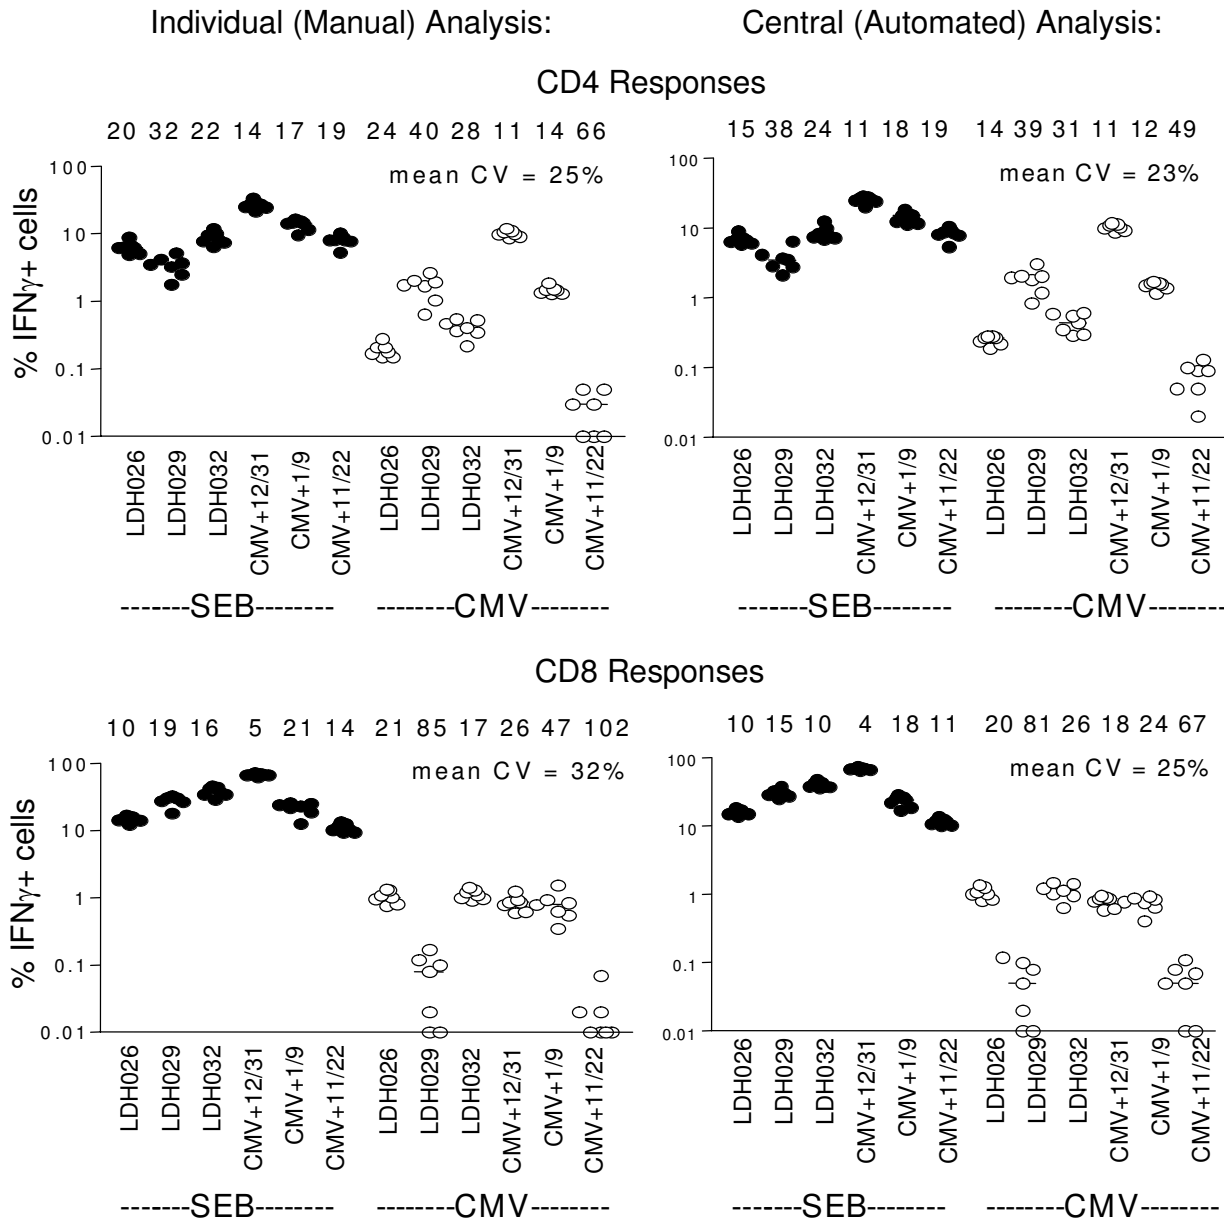 Individual (Manual) Analysis: Central (Automated) Analysis:
CD4 Responses
20 32 22 14 17 19 24 40 28 11 14 66
mean CV = 25%
% IFNγ+ cells
100
10
1
0.1
0.01
LDH026
LDH029
LDH032
CMV+12/31
CMV+1/9
CMV+11/22
LDH026
LDH029
LDH032
CMV+12/31
CMV+1/9
CMV+11/22
-------SEB-------- --------CMV--------
15 38 24 11 18 19 14 39 31 11 12 49
mean CV = 23%
100
10
1
0.1
0.01
LDH026
LDH029
LDH032
CMV+12/31
CMV+1/9
CMV+11/22
LDH026
LDH029
LDH032
CMV+12/31
CMV+1/9
CMV+11/22
-------SEB-------- --------CMV--------
CD8 Responses
10 19 16 5 21 14 21 85 17 26 47 102
mean CV = 32%
% IFNγ+ cells
100
10
1
0.1
0.01
LDH026
LDH029
LDH032
CMV+12/31
CMV+1/9
CMV+11/22
LDH026
LDH029
LDH032
CMV+12/31
CMV+1/9
CMV+11/22
-------SEB-------- --------CMV--------
10 15 10 4 18 11 20 81 26 18 24 67
mean CV = 25%
100
10
1
0.1
0.01
LDH026
LDH029
LDH032
CMV+12/31
CMV+1/9
CMV+11/22
LDH026
LDH029
LDH032
CMV+12/31
CMV+1/9
CMV+11/22
-------SEB-------- --------CMV--------